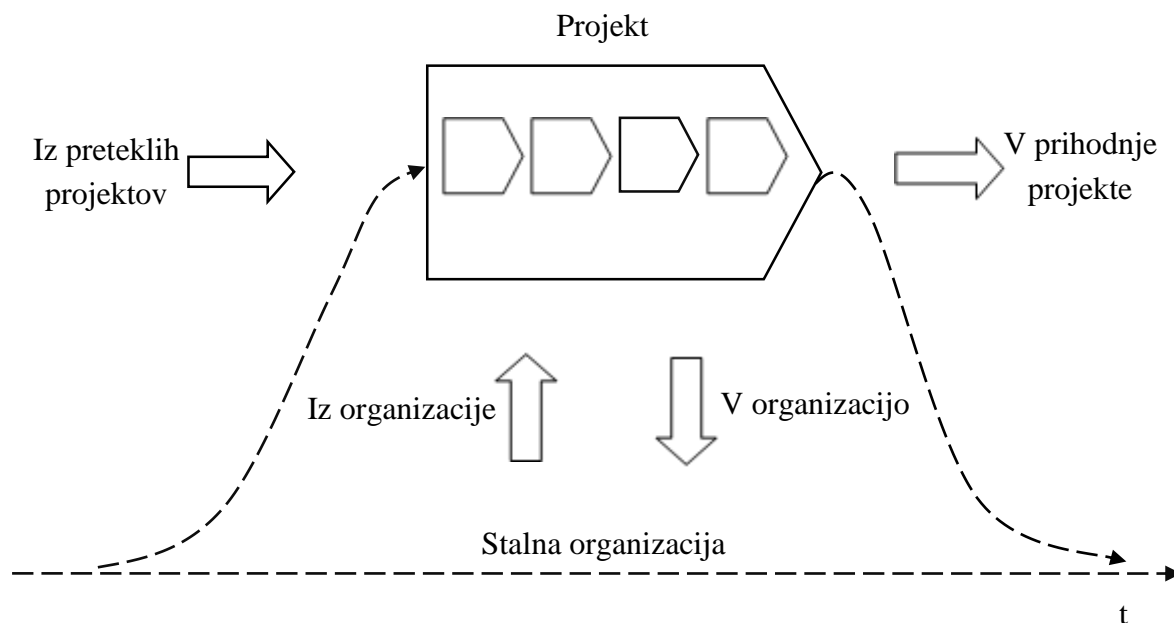 Projekt
Iz preteklih
projektov
V prihodnje
projekte
Iz organizacije
V organizacijo
Stalna organizacija
t